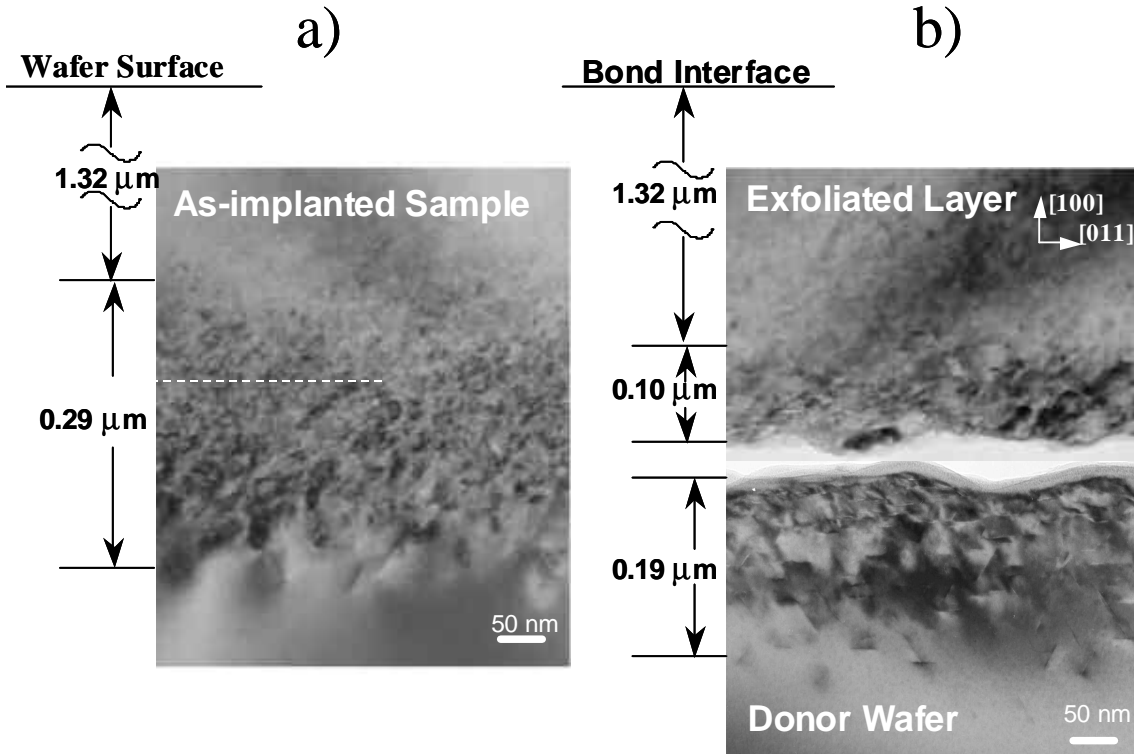 a)
Wafer Surface
1.32 μm
As-implanted Sample
0.29 μm
50 nm
b)
Bond Interface
1.32 μm
Exfoliated Layer
[100]
[011]
0.10 μm
0.19 μm
Donor Wafer
50 nm